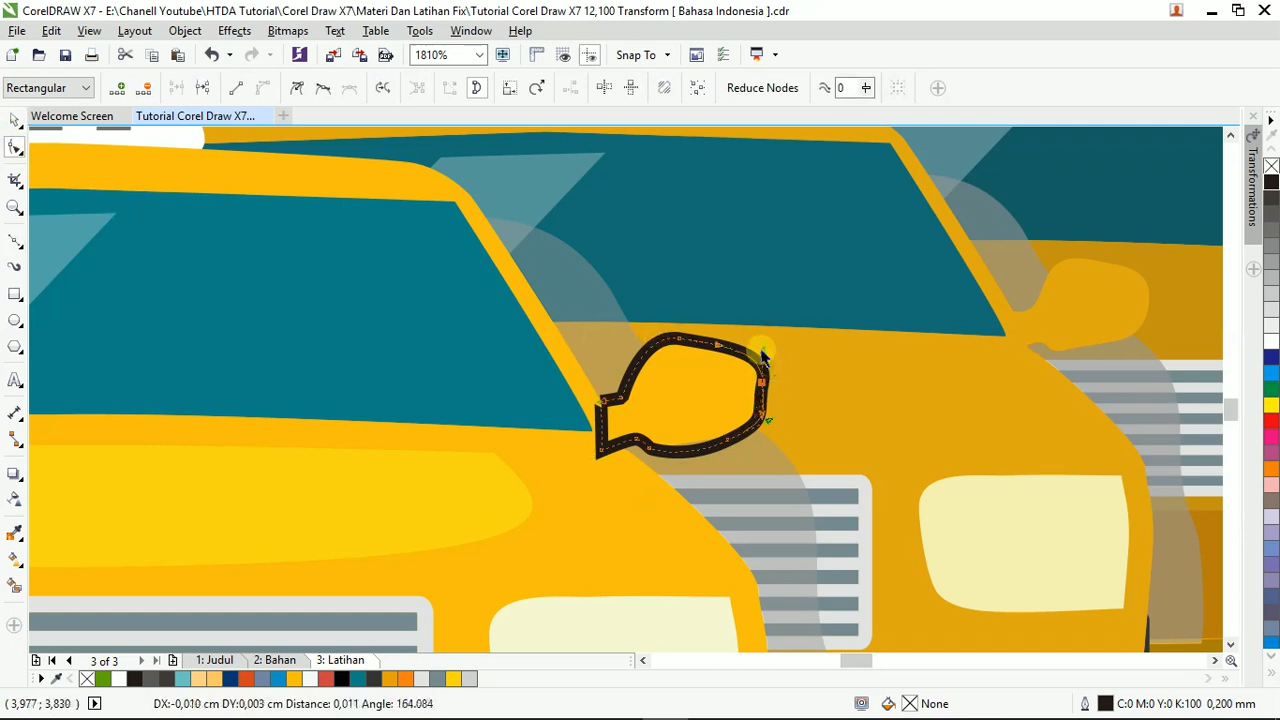 CorelDRAW X7 - E:\Chanell Youtube\HTDA Tutorial\Corel Draw X7\Materi Dan Latihan Fix\Tutorial Corel Draw X7 12,100 Transform [ Bahasa Indonesia ].cdr
File Edit View Layout Object Effects Bitmaps Text Table Tools Window Help
1810% Snap To
Rectangular Reduce Nodes 0
Welcome Screen Tutorial Corel Draw X7...
Transformations
3 of 3 1: Judul 2: Bahan 3: Latihan
(3,977; 3,830) DX:-0,010 cm DY:0,003 cm Distance: 0,011 Angle: 164.084 None C:0 M:0 Y:0 K:100 0,200 mm